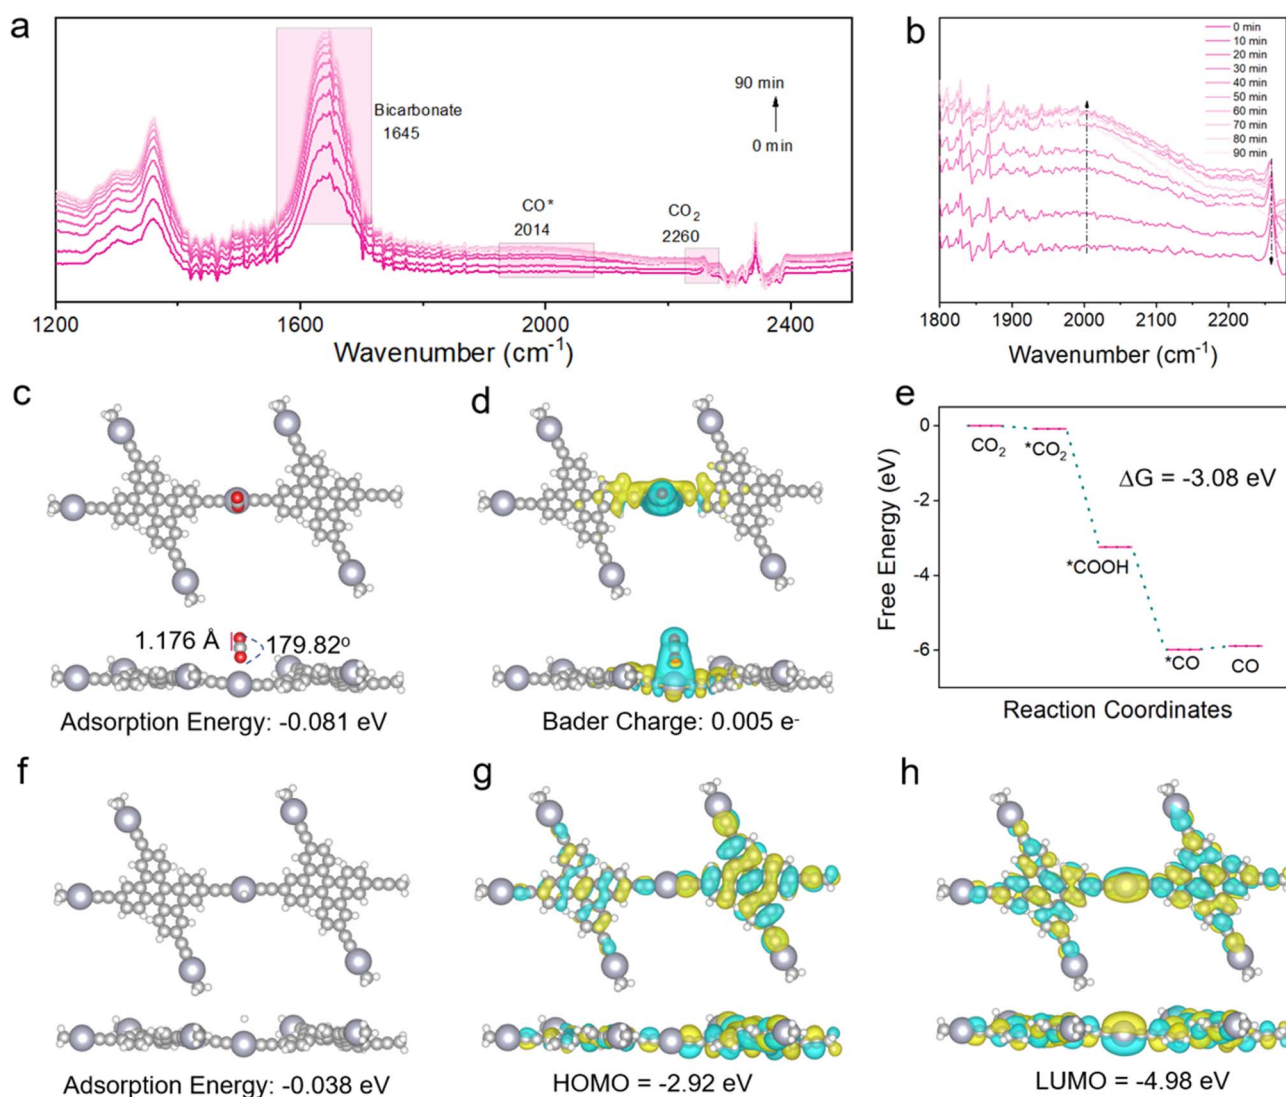 a
Bicarbonate
1645
CO*
2014
CO2
2260
90 min
0 min
1200
1600
2000
2400
Wavenumber (cm-1)
b
0 min
10 min
20 min
30 min
40 min
50 min
60 min
70 min
80 min
90 min
1800
1900
2000
2100
2200
Wavenumber (cm-1)
c
1.176 Å
179.82o
Adsorption Energy: -0.081 eV
d
Bader Charge: 0.005 e-
e
Free Energy (eV)
0
-2
-4
-6
CO2
*CO2
ΔG = -3.08 eV
*COOH
*CO
CO
Reaction Coordinates
f
Adsorption Energy: -0.038 eV
g
HOMO = -2.92 eV
h
LUMO = -4.98 eV